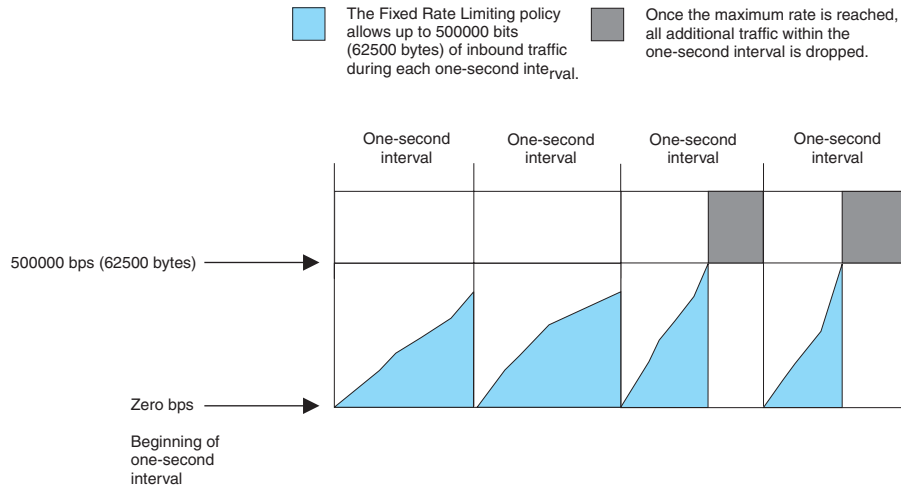 The Fixed Rate Limiting policy
allows up to 500000 bits
(62500 bytes) of inbound traffic
during each one-second interval.
Once the maximum rate is reached,
all additional traffic within the
one-second interval is dropped.
One-second
interval
One-second
interval
One-second
interval
One-second
interval
500000 bps (62500 bytes)
Zero bps
Beginning of
one-second
interval